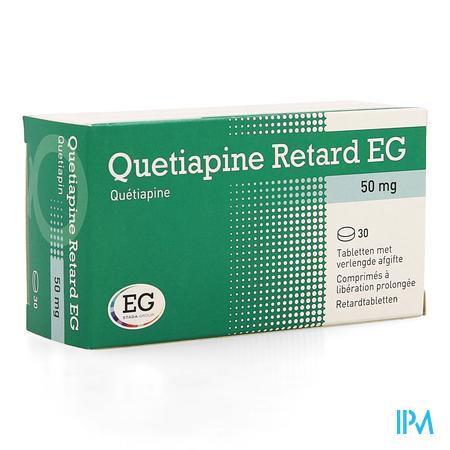 Quetiapine Retard EG
Quétiapine
50 mg
30
Tabletten met
verlengde afgifte
Comprimés à
libération prolongée
Retardtabletten
EG
STADA GROUP
Quetiapine Retard EG
Quétiapine
Quetiapin
50 mg
30
IPM